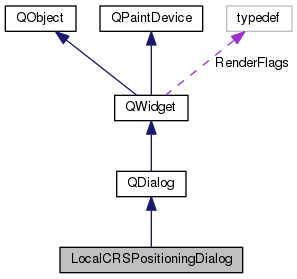 QObject QPaintDevice typedef
RenderFlags
QWidget
QDialog
LocalCRSPositioningDialog